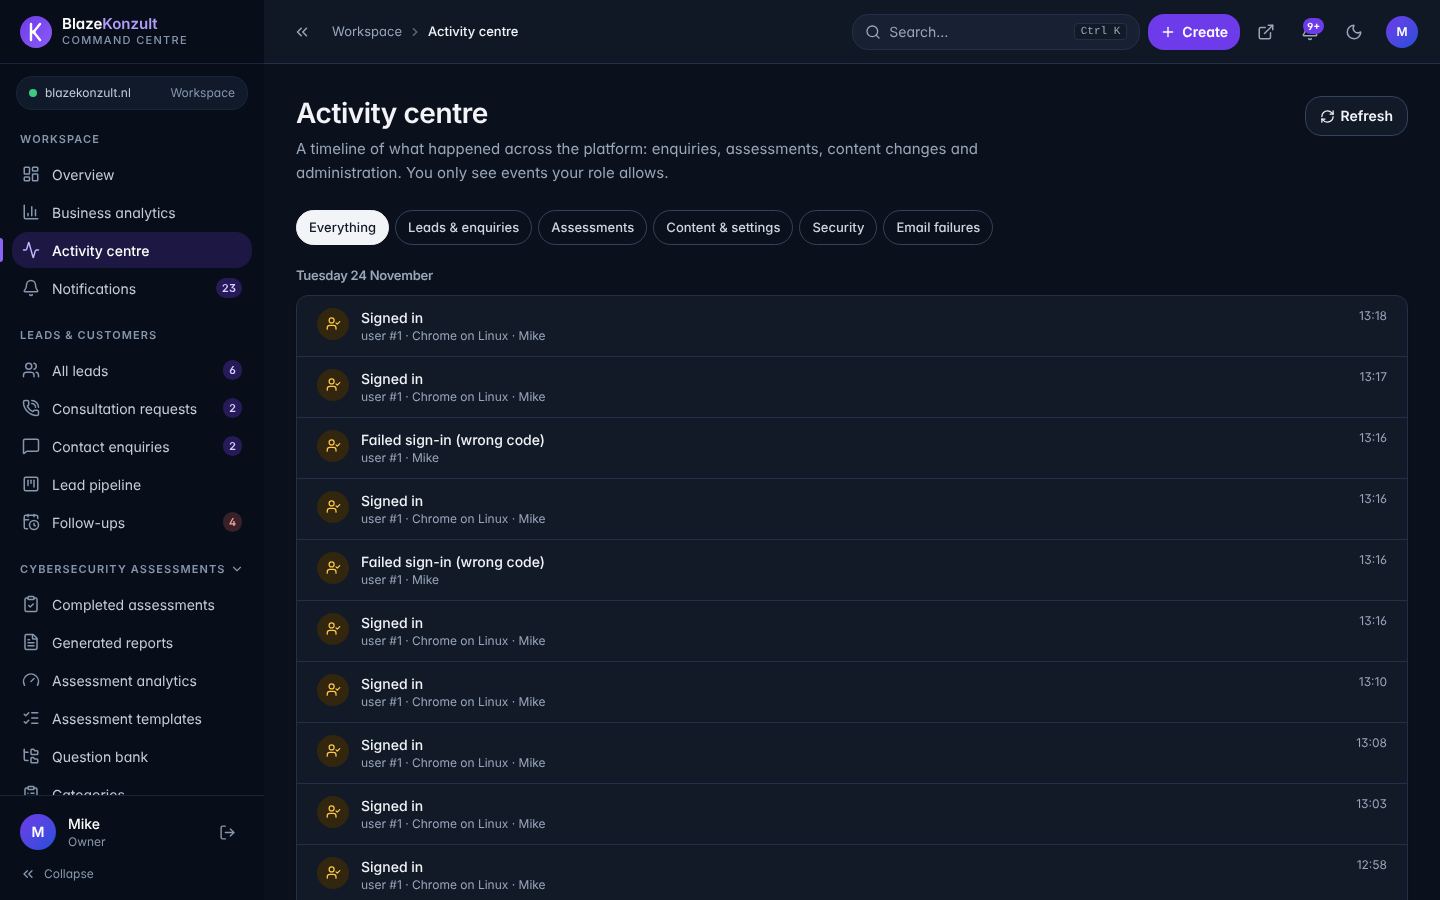 BlazeKonzult
COMMAND CENTRE
Workspace > Activity centre
Search...
Ctrl K
Create
9+
M
blazekonzult.nl
Workspace
WORKSPACE
Overview
Business analytics
Activity centre
Notifications
23
LEADS & CUSTOMERS
All leads
6
Consultation requests
2
Contact enquiries
2
Lead pipeline
Follow-ups
4
CYBERSECURITY ASSESSMENTS
Completed assessments
Generated reports
Assessment analytics
Assessment templates
Question bank
Categories
M
Mike
Owner
Collapse
Activity centre
Refresh
A timeline of what happened across the platform: enquiries, assessments, content changes and
administration. You only see events your role allows.
Everything
Leads & enquiries
Assessments
Content & settings
Security
Email failures
Tuesday 24 November
Signed in
13:18
user #1 · Chrome on Linux · Mike
Signed in
13:17
user #1 · Chrome on Linux · Mike
Failed sign-in (wrong code)
13:16
user #1 · Mike
Signed in
13:16
user #1 · Chrome on Linux · Mike
Failed sign-in (wrong code)
13:16
user #1 · Mike
Signed in
13:16
user #1 · Chrome on Linux · Mike
Signed in
13:10
user #1 · Chrome on Linux · Mike
Signed in
13:08
user #1 · Chrome on Linux · Mike
Signed in
13:03
user #1 · Chrome on Linux · Mike
Signed in
12:58
user #1 · Chrome on Linux · Mike